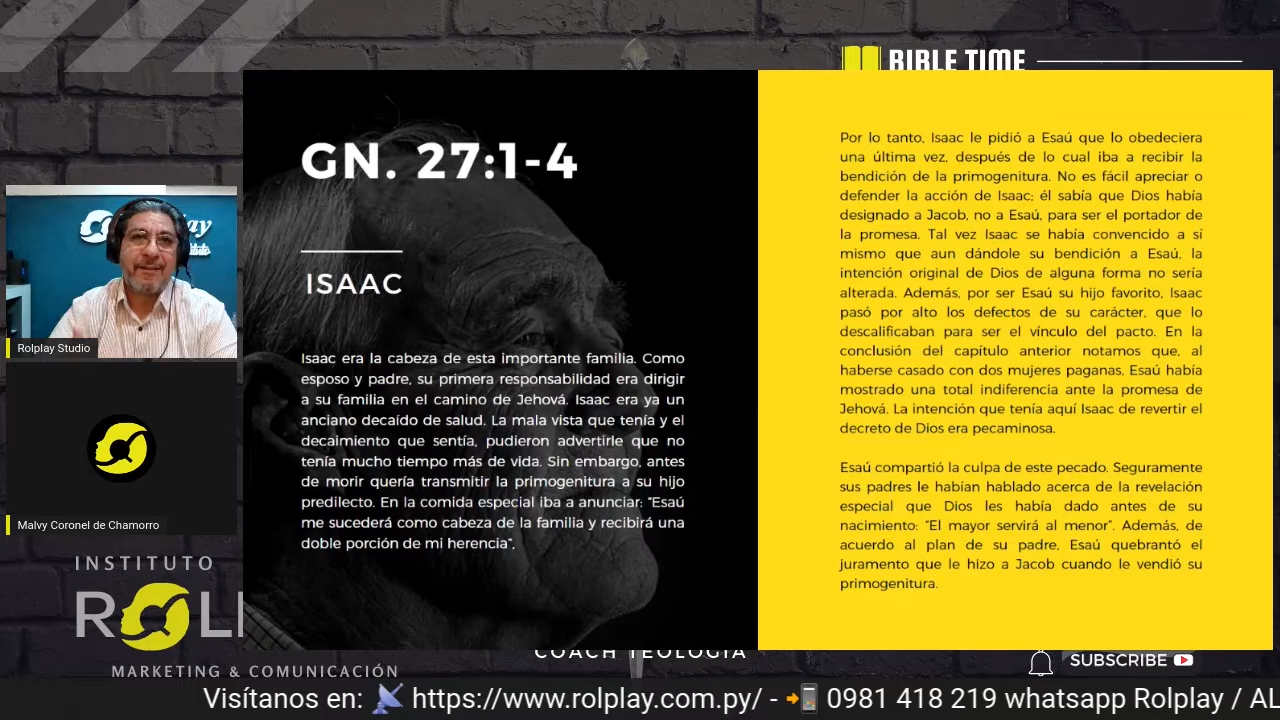 BIBLE TIME
GN. 27:1-4
ISAAC
Isaac era la cabeza de esta importante familia. Como
esposo y padre, su primera responsabilidad era dirigir
a su familia en el camino de Jehová. Isaac era ya un
anciano decaído de salud. La mala vista que tenía y el
decaimiento que sentía, pudieron advertirle que no
tenía mucho tiempo más de vida. Sin embargo, antes
de morir quería transmitir la primogenitura a su hijo
predilecto. En la comida especial iba a anunciar: “Esaú
me sucederá como cabeza de la familia y recibirá una
doble porción de mi herencia”,
Por lo tanto, Isaac le pidió a Esaú que lo obedeciera
una última vez, después de lo cual iba a recibir la
bendición de la primogenitura. No es fácil apreciar o
defender la acción de Isaac; él sabía que Dios había
designado a Jacob, no a Esaú, para ser el portador de
la promesa. Tal vez Isaac se había convencido a sí
mismo que aun dándole su bendición a Esaú, la
intención original de Dios de alguna forma no sería
alterada. Además, por ser Esaú su hijo favorito, Isaac
pasó por alto los defectos de su carácter, que lo
descalificaban para ser el vínculo del pacto. En la
conclusión del capítulo anterior notamos que, al
haberse casado con dos mujeres paganas, Esaú había
mostrado una total indiferencia ante la promesa de
Jehová. La intención que tenía aquí Isaac de revertir el
decreto de Dios era pecaminosa.
Esaú compartió la culpa de este pecado. Seguramente
sus padres le habían hablado acerca de la revelación
especial que Dios les había dado antes de su
nacimiento: “El mayor servirá al menor”. Además, de
acuerdo al plan de su padre, Esaú quebrantó el
juramento que le hizo a Jacob cuando le vendió su
primogenitura.
Rolplay Studio
Malvy Coronel de Chamorro
INSTITUTO
ROL
MARKETING & COMUNICACIÓN
COACH TEOLOGÍA
SUBSCRIBE
Visítanos en: https://www.rolplay.com.py/ - 0981 418 219 whatsapp Rolplay / AL